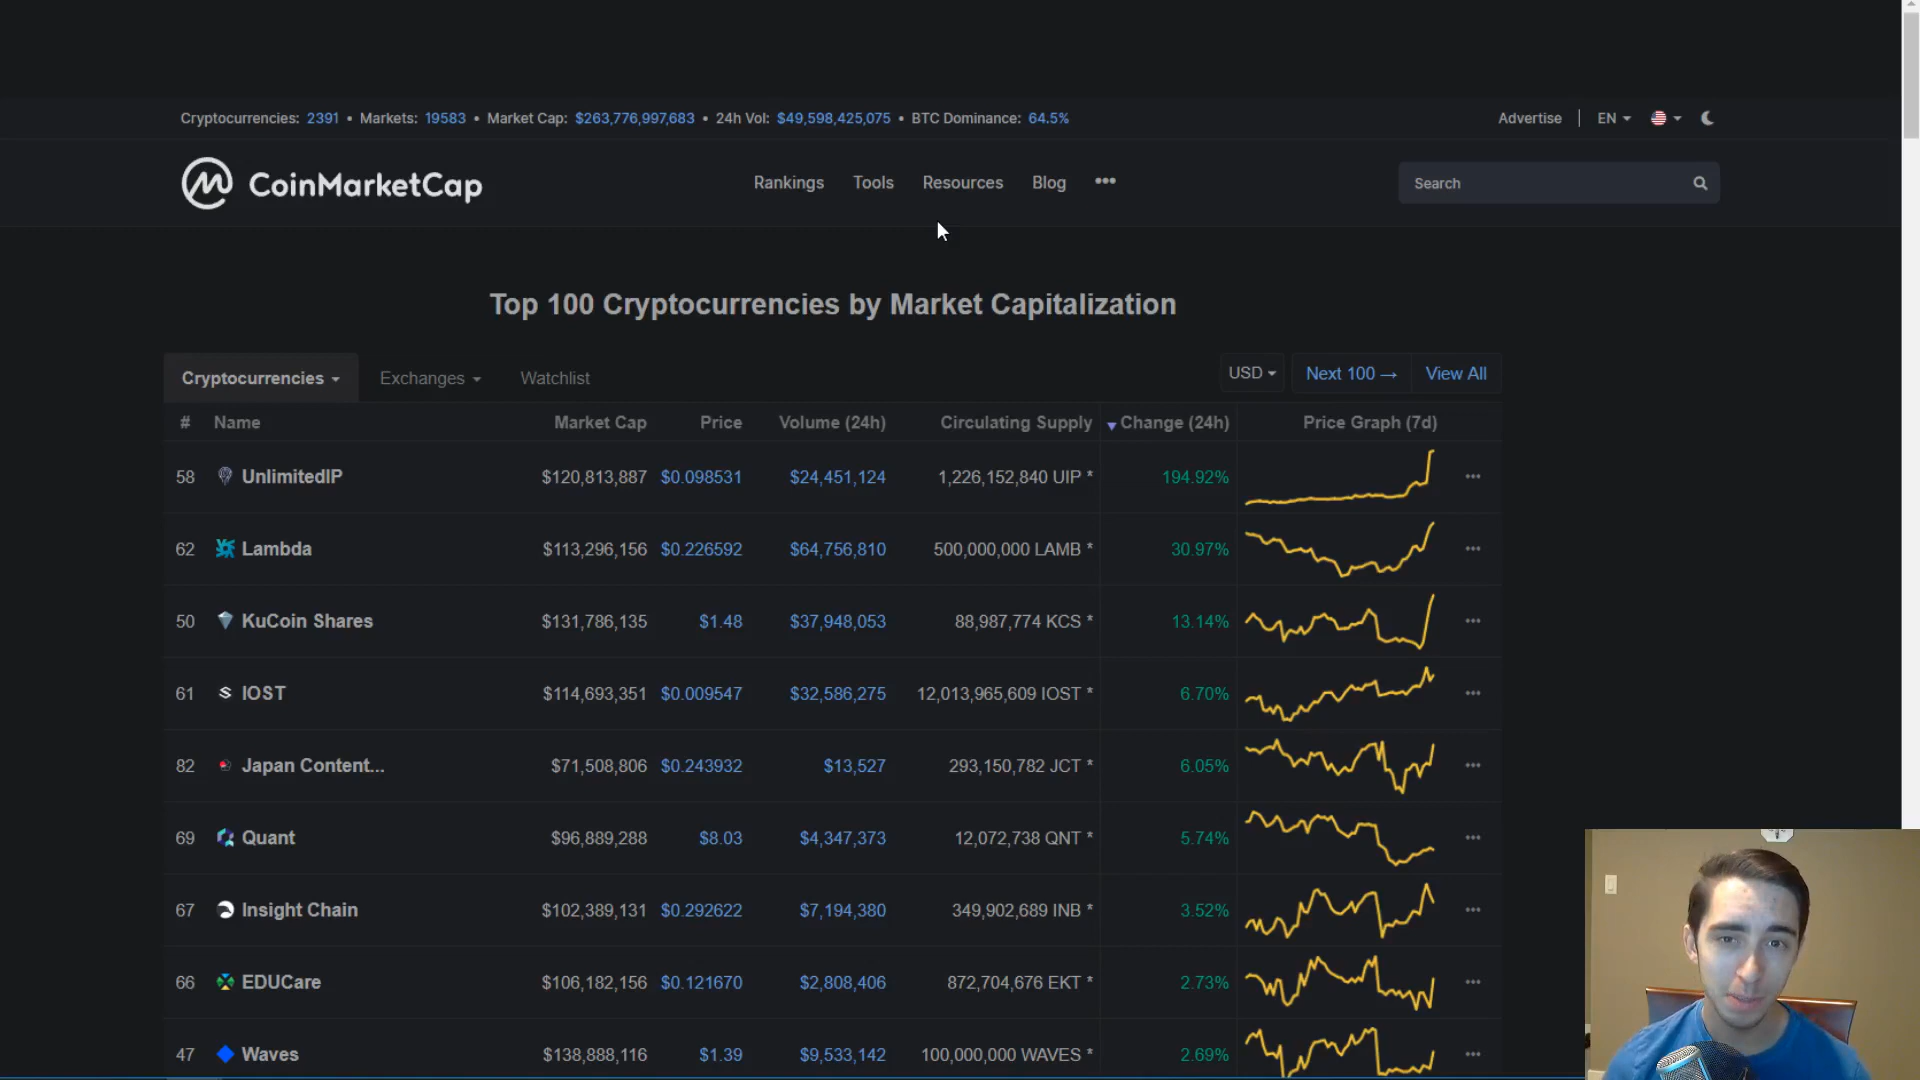 Cryptocurrencies: 2391 • Markets: 19583 • Market Cap: $263,776,997,683 • 24h Vol: $49,598,425,075 • BTC Dominance: 64.5% Advertise | EN
CoinMarketCap Rankings Tools Resources Blog ••• Search
Top 100 Cryptocurrencies by Market Capitalization
Cryptocurrencies Exchanges Watchlist USD Next 100 → View All
# Name Market Cap Price Volume (24h) Circulating Supply Change (24h) Price Graph (7d)
58 UnlimitedIP $120,813,887 $0.098531 $24,451,124 1,226,152,840 UIP * 194.92%
62 Lambda $113,296,156 $0.226592 $64,756,810 500,000,000 LAMB * 30.97%
50 KuCoin Shares $131,786,135 $1.48 $37,948,053 88,987,774 KCS * 13.14%
61 IOST $114,693,351 $0.009547 $32,586,275 12,013,965,609 IOST * 6.70%
82 Japan Content... $71,508,806 $0.243932 $13,527 293,150,782 JCT * 6.05%
69 Quant $96,889,288 $8.03 $4,347,373 12,072,738 QNT * 5.74%
67 Insight Chain $102,389,131 $0.292622 $7,194,380 349,902,689 INB * 3.52%
66 EDUCare $106,182,156 $0.121670 $2,808,406 872,704,676 EKT * 2.73%
47 Waves $138,888,116 $1.39 $9,533,142 100,000,000 WAVES * 2.69%